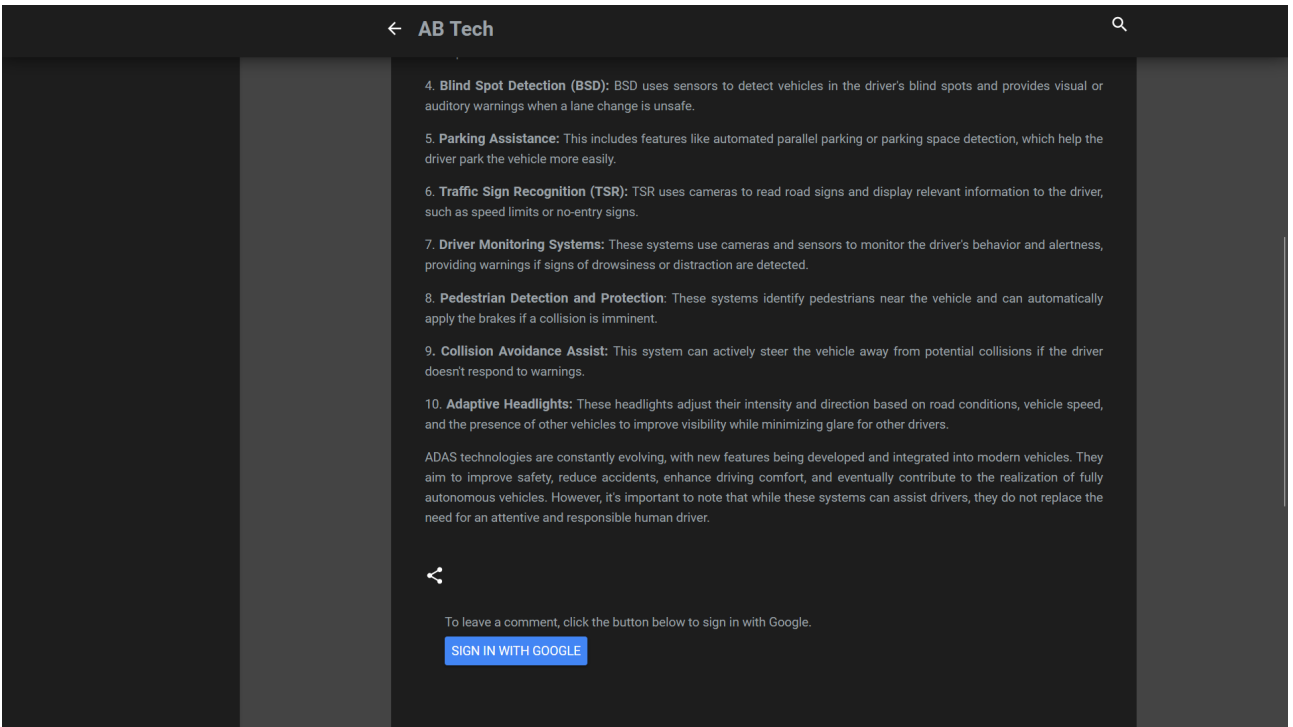 AB Tech
4. Blind Spot Detection (BSD): BSD uses sensors to detect vehicles in the driver's blind spots and provides visual or
auditory warnings when a lane change is unsafe.
5. Parking Assistance: This includes features like automated parallel parking or parking space detection, which help the
driver park the vehicle more easily.
6. Traffic Sign Recognition (TSR): TSR uses cameras to read road signs and display relevant information to the driver,
such as speed limits or no-entry signs.
7. Driver Monitoring Systems: These systems use cameras and sensors to monitor the driver's behavior and alertness,
providing warnings if signs of drowsiness or distraction are detected.
8. Pedestrian Detection and Protection: These systems identify pedestrians near the vehicle and can automatically
apply the brakes if a collision is imminent.
9. Collision Avoidance Assist: This system can actively steer the vehicle away from potential collisions if the driver
doesn't respond to warnings.
10. Adaptive Headlights: These headlights adjust their intensity and direction based on road conditions, vehicle speed,
and the presence of other vehicles to improve visibility while minimizing glare for other drivers.
ADAS technologies are constantly evolving, with new features being developed and integrated into modern vehicles. They
aim to improve safety, reduce accidents, enhance driving comfort, and eventually contribute to the realization of fully
autonomous vehicles. However, it's important to note that while these systems can assist drivers, they do not replace the
need for an attentive and responsible human driver.
To leave a comment, click the button below to sign in with Google.
SIGN IN WITH GOOGLE